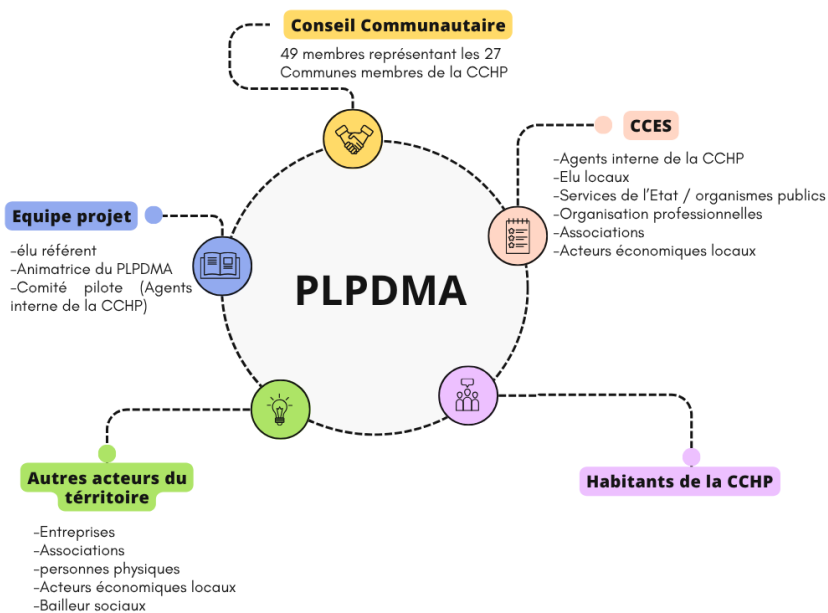 Conseil Communautaire
49 membres représentant les 27
Communes membres de la CCHP
CCES
-Agents interne de la CCHP
-Elu locaux
-Services de l'Etat / organismes publics
-Organisation professionnelles
-Associations
-Acteurs économiques locaux
Equipe projet
-élu référent
-Animatrice du PLPDMA
-Comité pilote (Agents
interne de la CCHP)
PLPDMA
Habitants de la CCHP
Autres acteurs du
térritoire
-Entreprises
-Associations
-personnes physiques
-Acteurs économiques locaux
-Bailleur sociaux